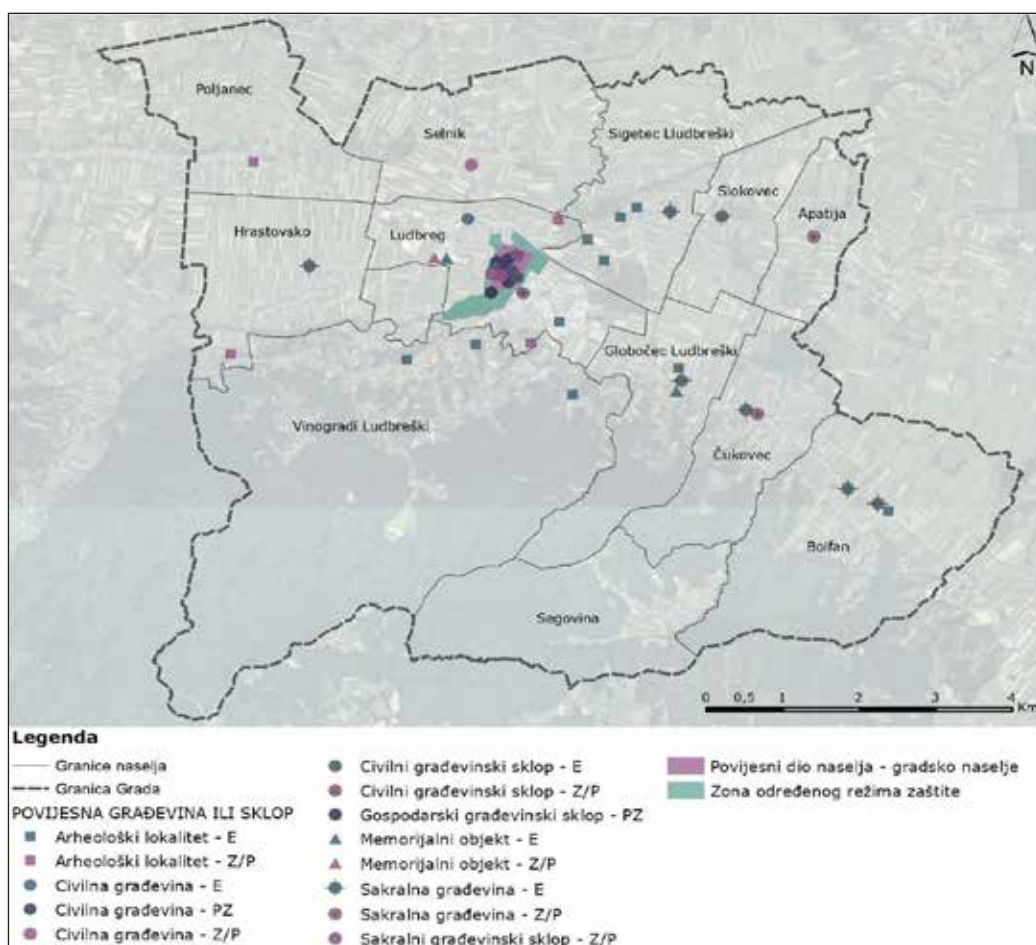 N
Poljanec
Selnik
Sigetec Lludbreški
Slokovec
Apatija
Hrastovsko
Ludbreg
Globočec Ludbreški
Vinogradi Ludbreški
Čukovec
Bolfan
Segovina
0 0,5 1 2 3 4
Km
Legenda
Granice naselja
Granica Grada
POVIJESNA GRAĐEVINA ILI SKLOP
Arheološki lokalitet - E
Arheološki lokalitet - Z/P
Civilna građevina - E
Civilna građevina - PZ
Civilna građevina - Z/P
Civilni građevinski sklop - E
Civilni građevinski sklop - Z/P
Gospodarski građevinski sklop - PZ
Memorijalni objekt - E
Memorijalni objekt - Z/P
Sakralna građevina - E
Sakralna građevina - Z/P
Sakralni građevinski sklop - Z/P
Povijesni dio naselja - gradsko naselje
Zona određenog režima zaštite